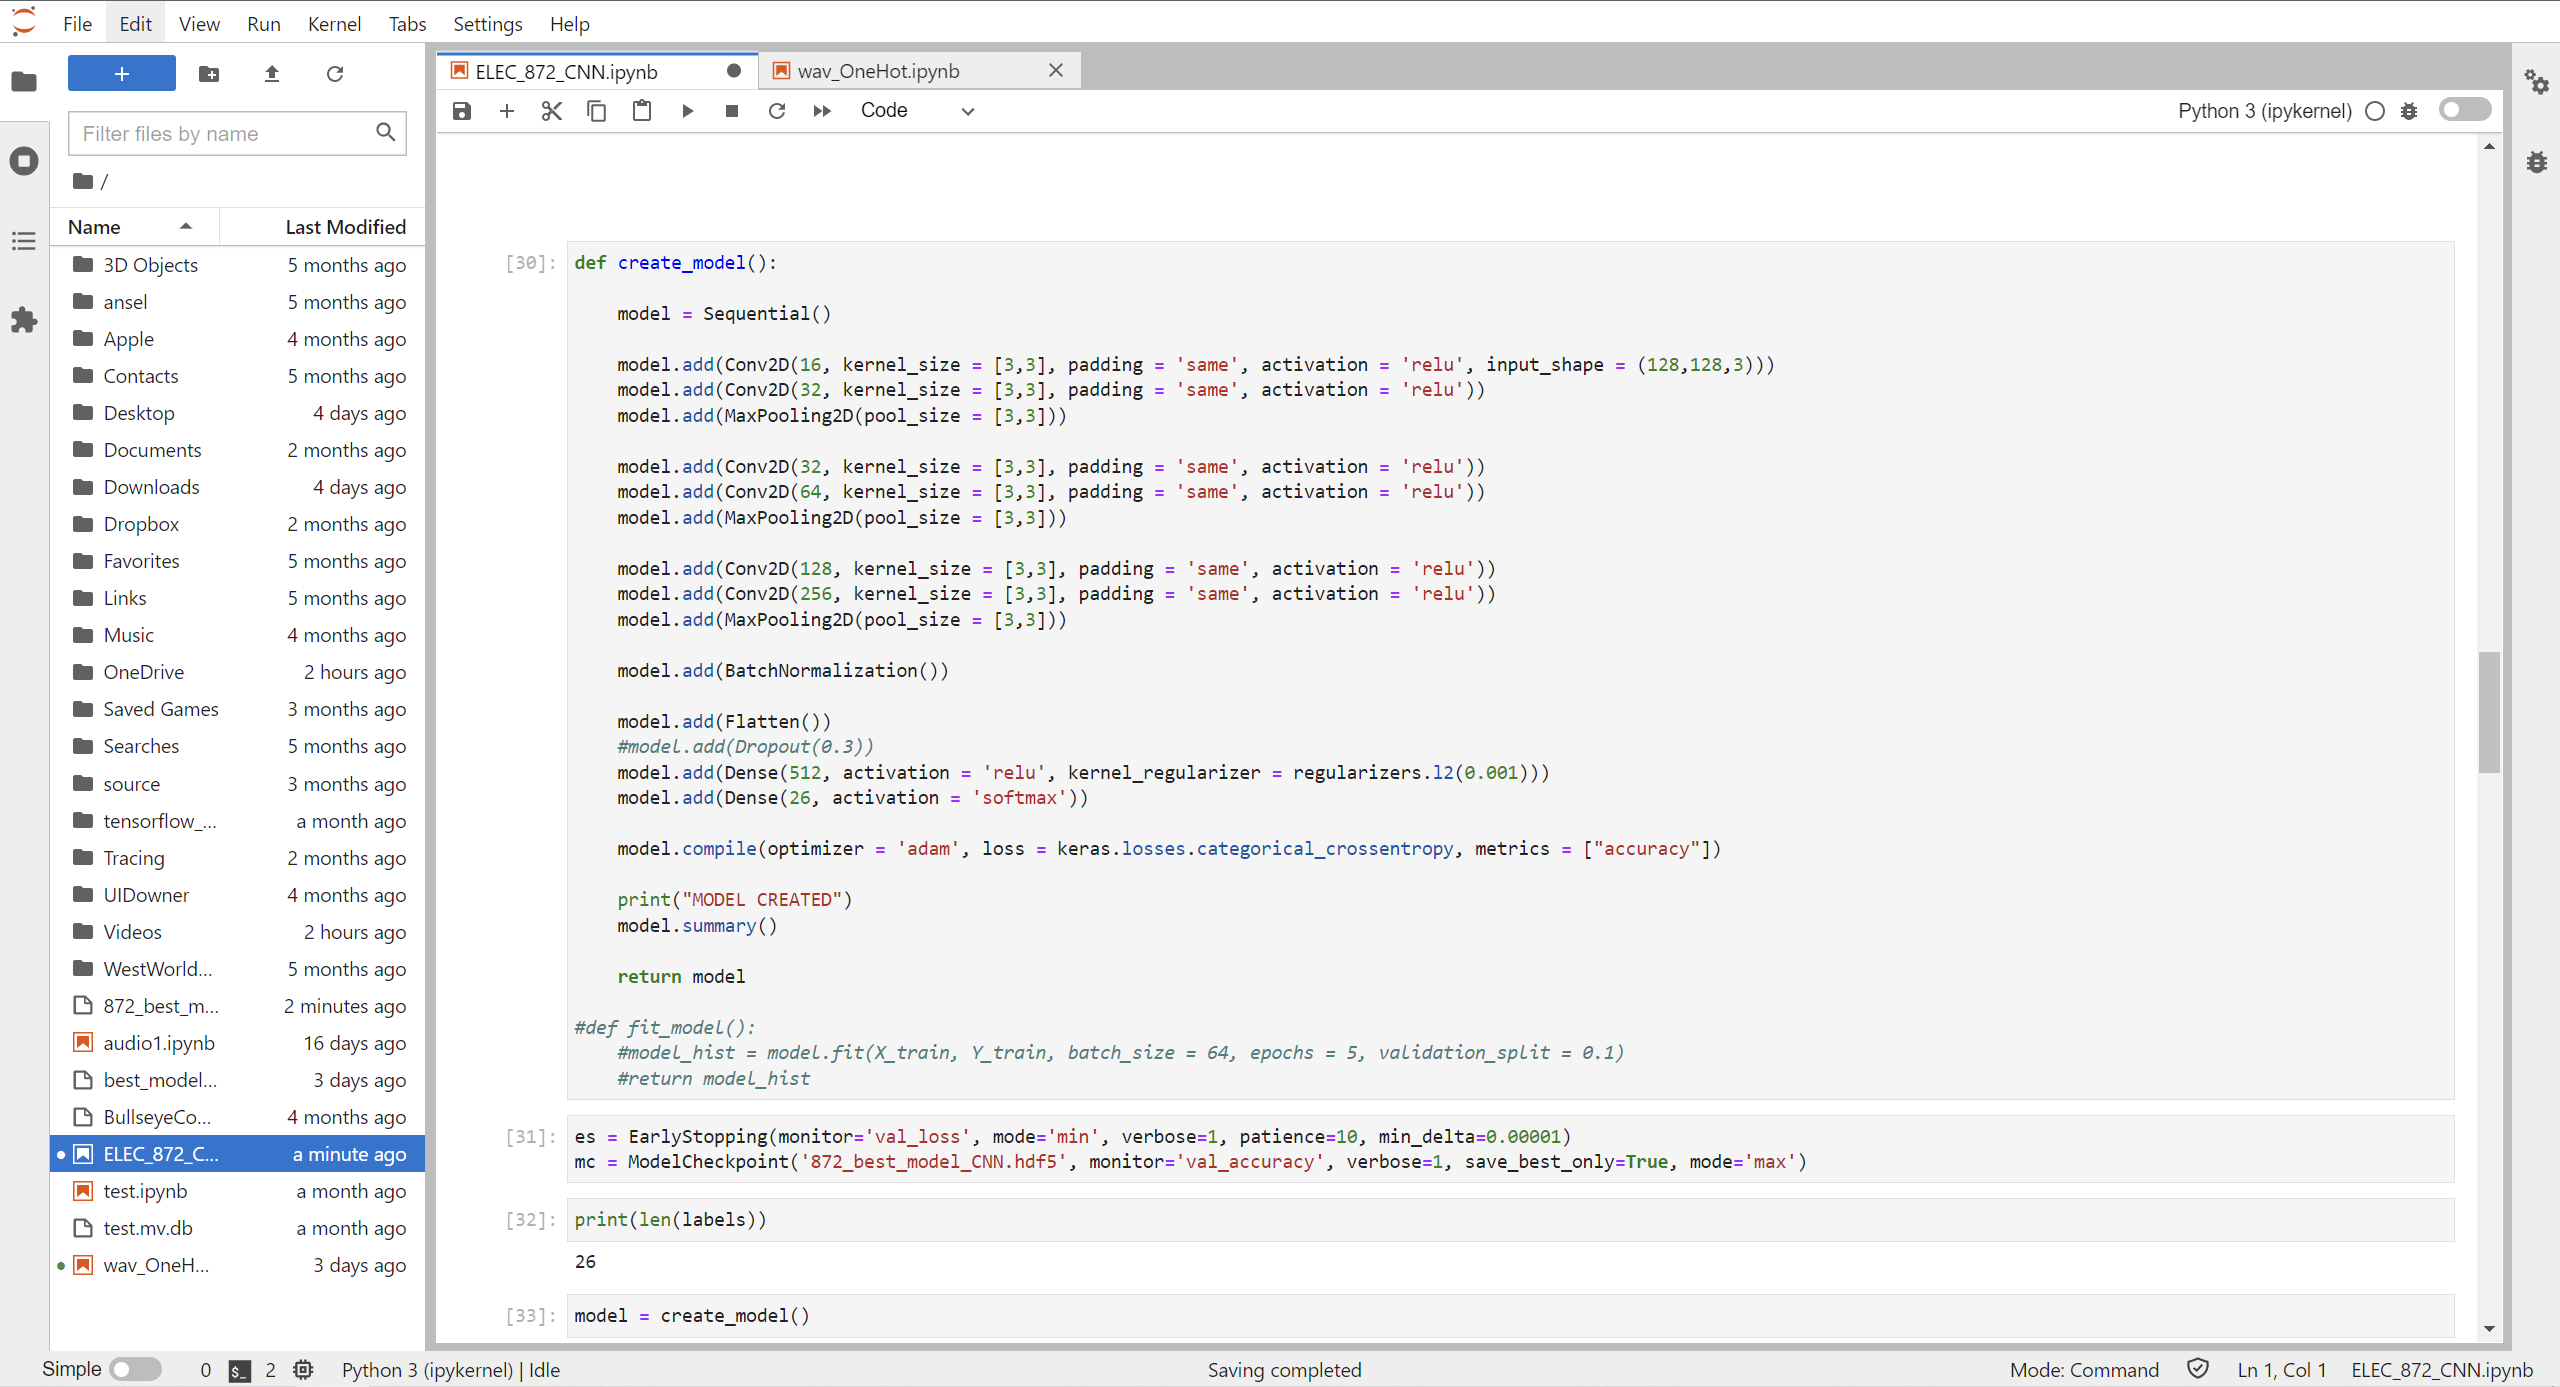 File Edit View Run Kernel Tabs Settings Help
+
Filter files by name
/
Name Last Modified
3D Objects 5 months ago
ansel 5 months ago
Apple 4 months ago
Contacts 5 months ago
Desktop 4 days ago
Documents 2 months ago
Downloads 4 days ago
Dropbox 2 months ago
Favorites 5 months ago
Links 5 months ago
Music 4 months ago
OneDrive 2 hours ago
Saved Games 3 months ago
Searches 5 months ago
source 3 months ago
tensorflow_... a month ago
Tracing 2 months ago
UIDowner 4 months ago
Videos 2 hours ago
WestWorld... 5 months ago
872_best_m... 2 minutes ago
audio1.ipynb 16 days ago
best_model... 3 days ago
BullseyeCo... 4 months ago
ELEC_872_C... a minute ago
test.ipynb a month ago
test.mv.db a month ago
wav_OneH... 3 days ago
ELEC_872_CNN.ipynb wav_OneHot.ipynb
Code Python 3 (ipykernel)
[30]: def create_model():
model = Sequential()
model.add(Conv2D(16, kernel_size = [3,3], padding = 'same', activation = 'relu', input_shape = (128,128,3)))
model.add(Conv2D(32, kernel_size = [3,3], padding = 'same', activation = 'relu'))
model.add(MaxPooling2D(pool_size = [3,3]))
model.add(Conv2D(32, kernel_size = [3,3], padding = 'same', activation = 'relu'))
model.add(Conv2D(64, kernel_size = [3,3], padding = 'same', activation = 'relu'))
model.add(MaxPooling2D(pool_size = [3,3]))
model.add(Conv2D(128, kernel_size = [3,3], padding = 'same', activation = 'relu'))
model.add(Conv2D(256, kernel_size = [3,3], padding = 'same', activation = 'relu'))
model.add(MaxPooling2D(pool_size = [3,3]))
model.add(BatchNormalization())
model.add(Flatten())
#model.add(Dropout(0.3))
model.add(Dense(512, activation = 'relu', kernel_regularizer = regularizers.l2(0.001)))
model.add(Dense(26, activation = 'softmax'))
model.compile(optimizer = 'adam', loss = keras.losses.categorical_crossentropy, metrics = ["accuracy"])
print("MODEL CREATED")
model.summary()
return model
#def fit_model():
#model_hist = model.fit(X_train, Y_train, batch_size = 64, epochs = 5, validation_split = 0.1)
#return model_hist
[31]: es = EarlyStopping(monitor='val_loss', mode='min', verbose=1, patience=10, min_delta=0.00001)
mc = ModelCheckpoint('872_best_model_CNN.hdf5', monitor='val_accuracy', verbose=1, save_best_only=True, mode='max')
[32]: print(len(labels))
26
[33]: model = create_model()
Simple 0 $_ 2 Python 3 (ipykernel) | Idle Saving completed Mode: Command Ln 1, Col 1 ELEC_872_CNN.ipynb